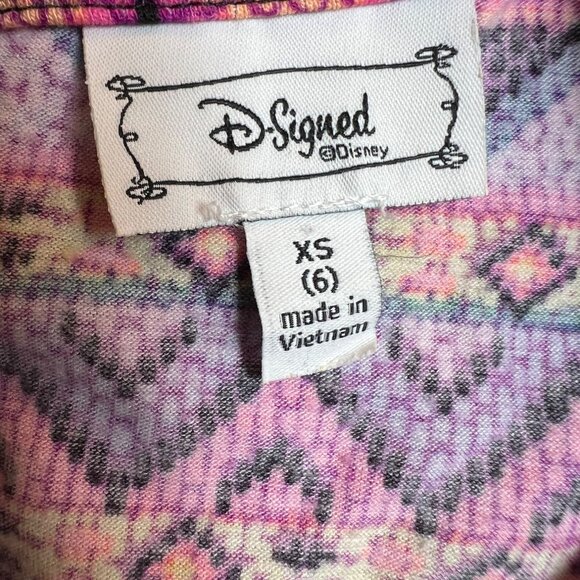 D-Signed
©Disney
XS
(6)
made in
Vietnam